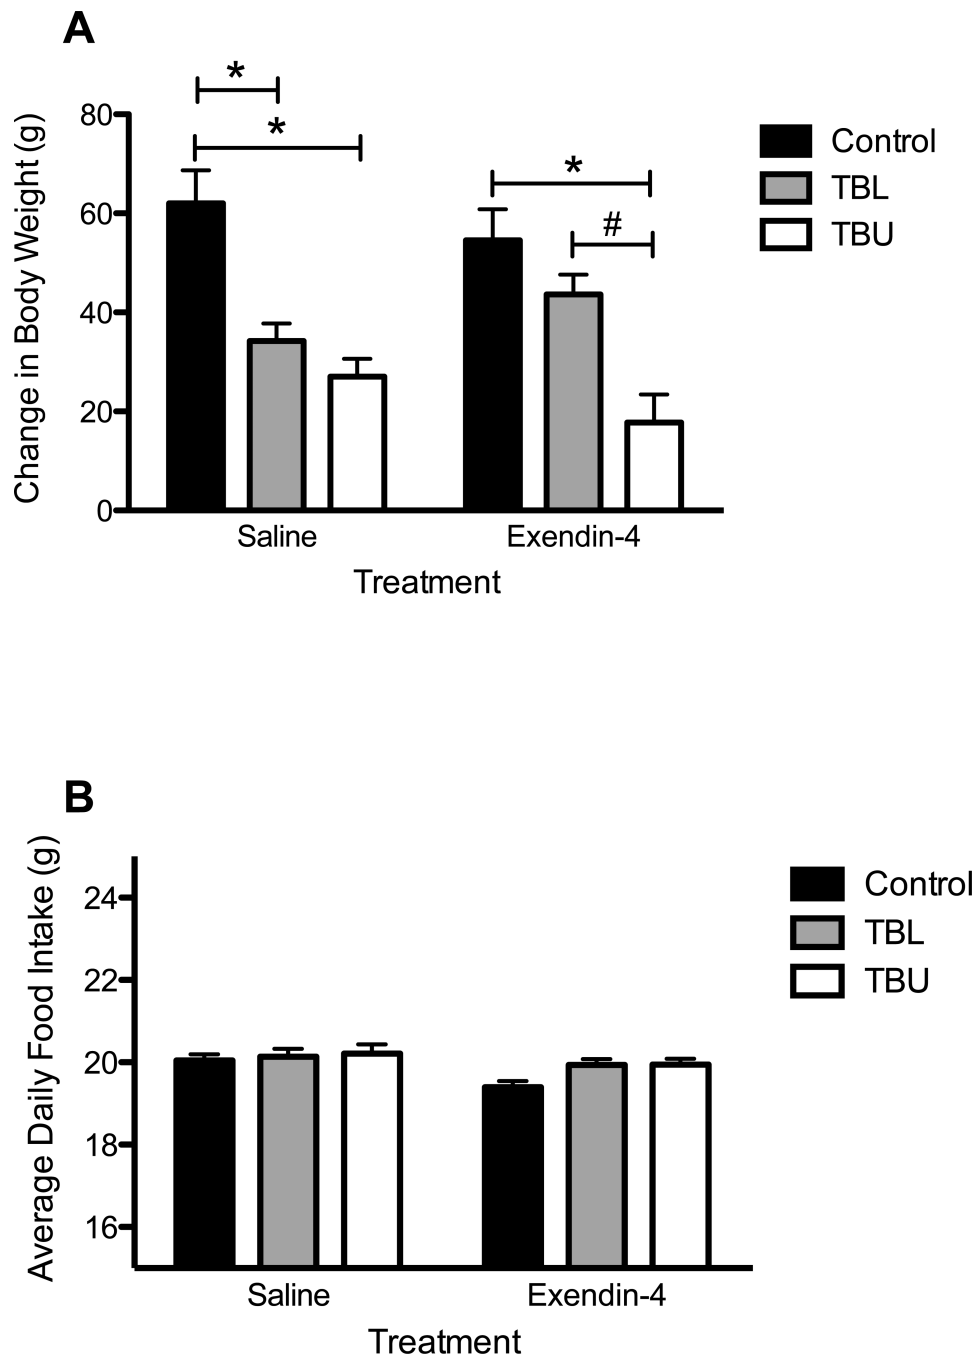 A
*
*
*
#
80
60
40
20
0
Change in Body Weight (g)
Control
TBL
TBU
Saline
Exendin-4
Treatment
B
24
22
20
18
16
Average Daily Food Intake (g)
Control
TBL
TBU
Saline
Exendin-4
Treatment